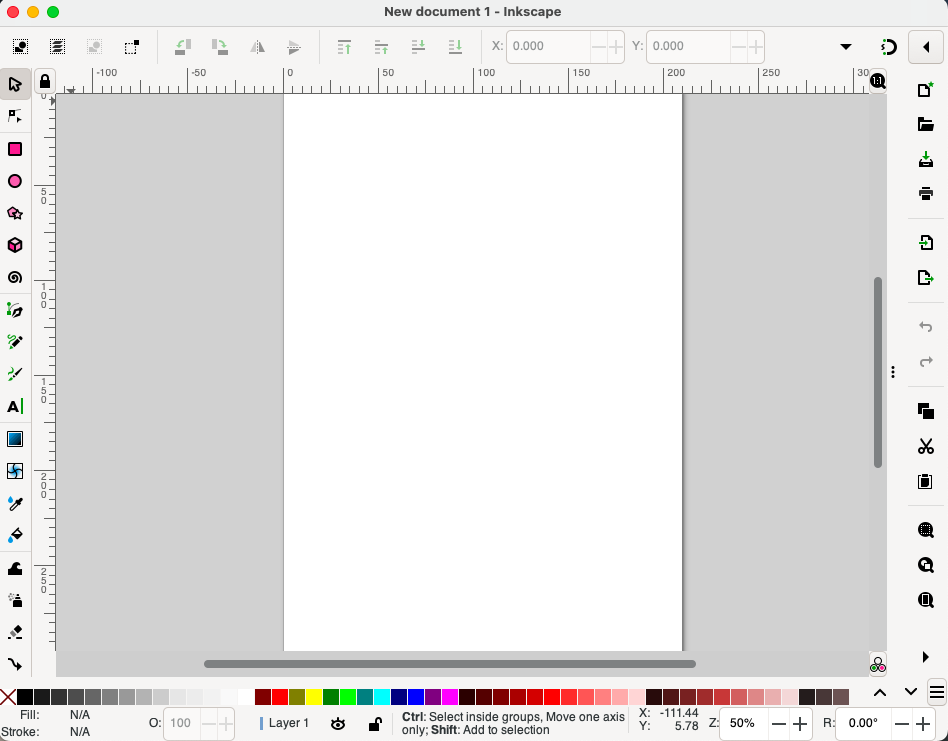 New document 1 - Inkscape
X: 0.000 Y: 0.000
-100 -50 0 50 100 150 200 250 30
1:1
0
50
100
150
200
250
A
Fill: N/A
Stroke: N/A
O: 100
Layer 1
Ctrl: Select inside groups, Move one axis
only; Shift: Add to selection
X: -111.44
Y: 5.78
Z: 50%
R: 0.00°